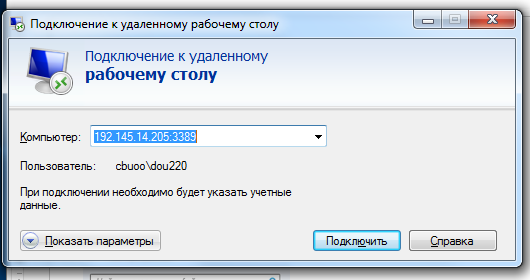 Подключение к удаленному рабочему столу
Подключение к удаленному
рабочему столу
Компьютер: 192.145.14.205:3389
Пользователь: cbuoo\dou220
При подключении необходимо будет указать учетные
данные.
Показать параметры Подключить Справка